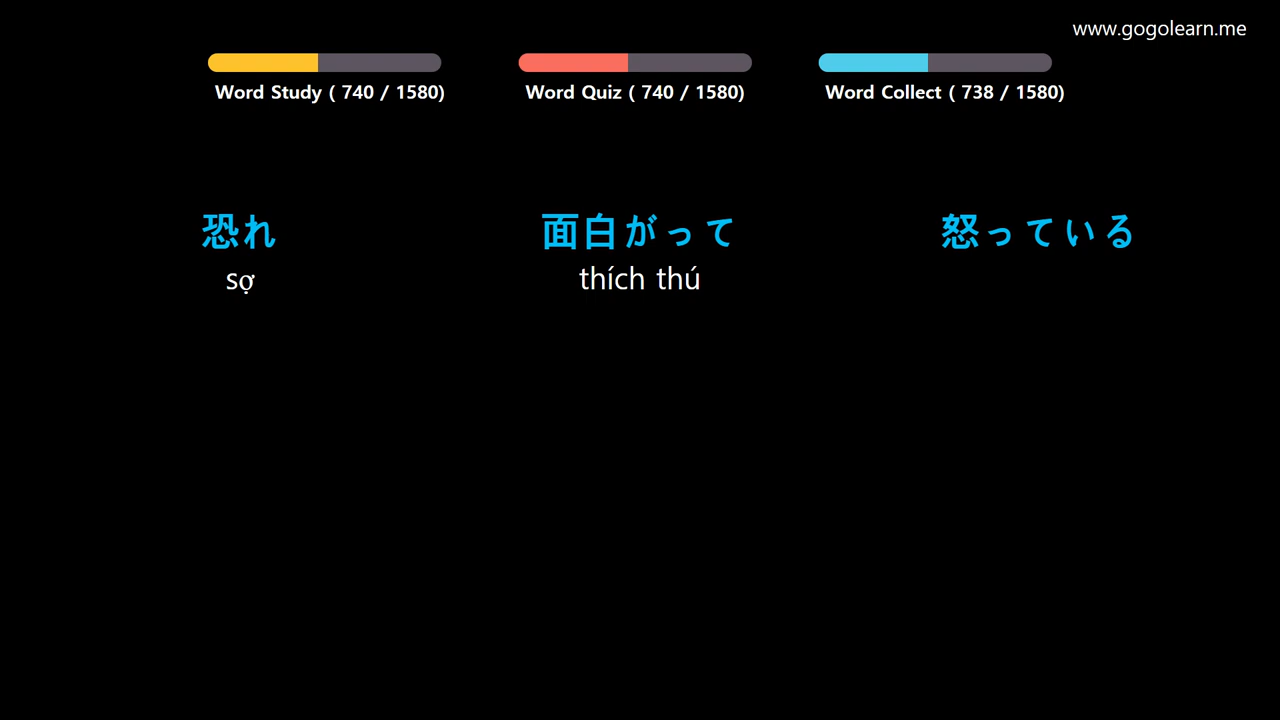 www.gogolearn.me
Word Study ( 740 / 1580)
Word Quiz ( 740 / 1580)
Word Collect ( 738 / 1580)
恐れ
sợ
面白がって
thích thú
怒っている